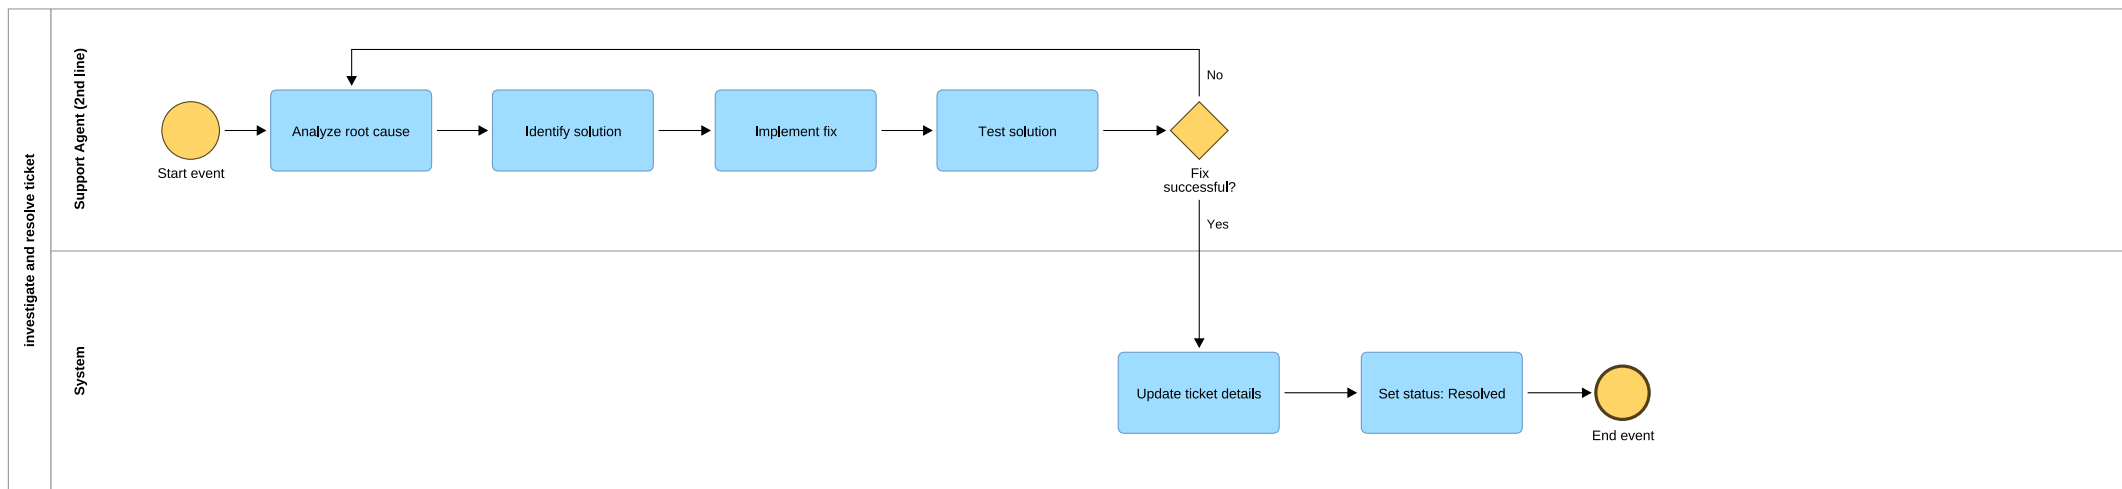 investigate and resolve ticket
Support Agent (2nd line)
Start event
Analyze root cause
Identify solution
Implement fix
Test solution
No
Fix
successful?
Yes
System
Update ticket details
Set status: Resolved
End event